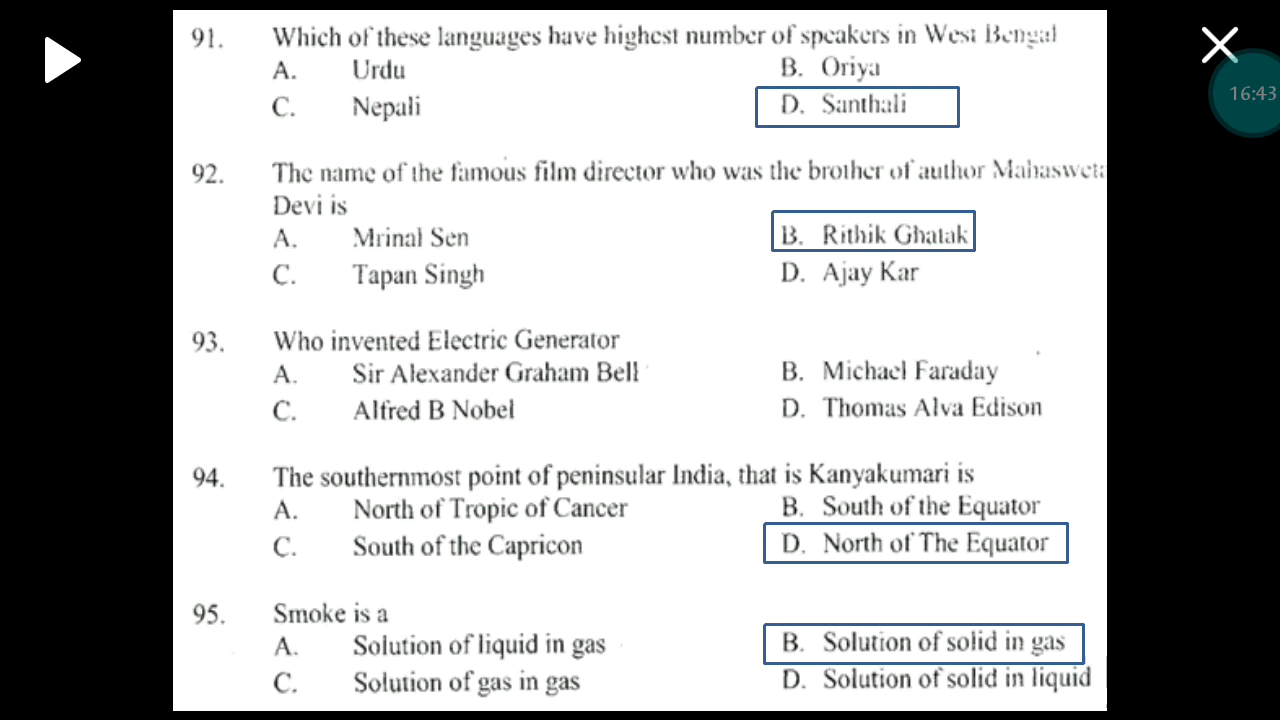 91. Which of these languages have highest number of speakers in West Bengal
A. Urdu B. Oriya
C. Nepali D. Santhali
92. The name of the famous film director who was the brother of author Mahasweta
Devi is
A. Mrinal Sen B. Rithik Ghatak
C. Tapan Singh D. Ajay Kar
93. Who invented Electric Generator
A. Sir Alexander Graham Bell B. Michael Faraday
C. Alfred B Nobel D. Thomas Alva Edison
94. The southernmost point of peninsular India, that is Kanyakumari is
A. North of Tropic of Cancer B. South of the Equator
C. South of the Capricon D. North of The Equator
95. Smoke is a
A. Solution of liquid in gas B. Solution of solid in gas
C. Solution of gas in gas D. Solution of solid in liquid
16:43